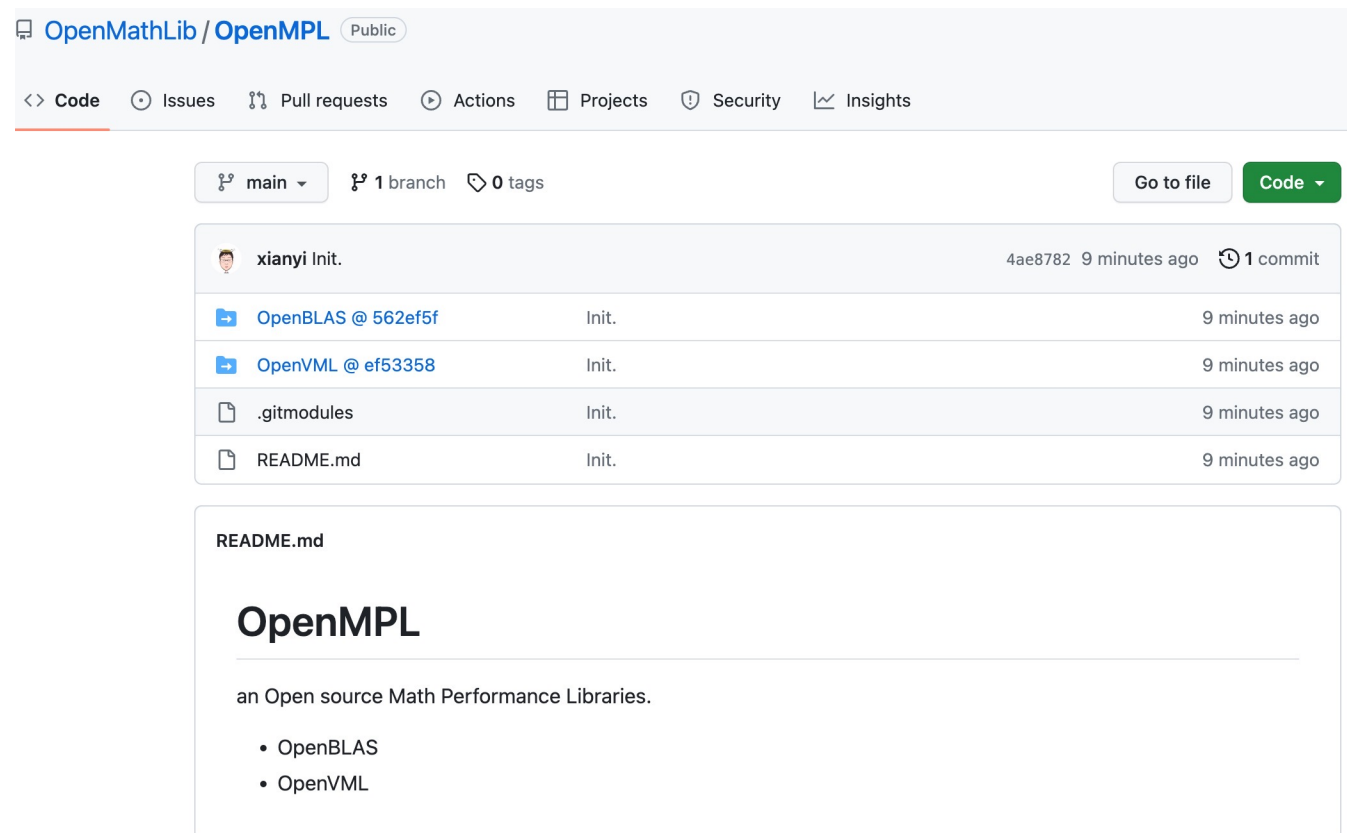 OpenMathLib / OpenMPL Public
Code Issues Pull requests Actions Projects Security Insights
main 1 branch 0 tags Go to file Code
xianyi Init. 4ae8782 9 minutes ago 1 commit
OpenBLAS @ 562ef5f Init. 9 minutes ago
OpenVML @ ef53358 Init. 9 minutes ago
.gitmodules Init. 9 minutes ago
README.md Init. 9 minutes ago
README.md
OpenMPL
an Open source Math Performance Libraries.
• OpenBLAS
• OpenVML